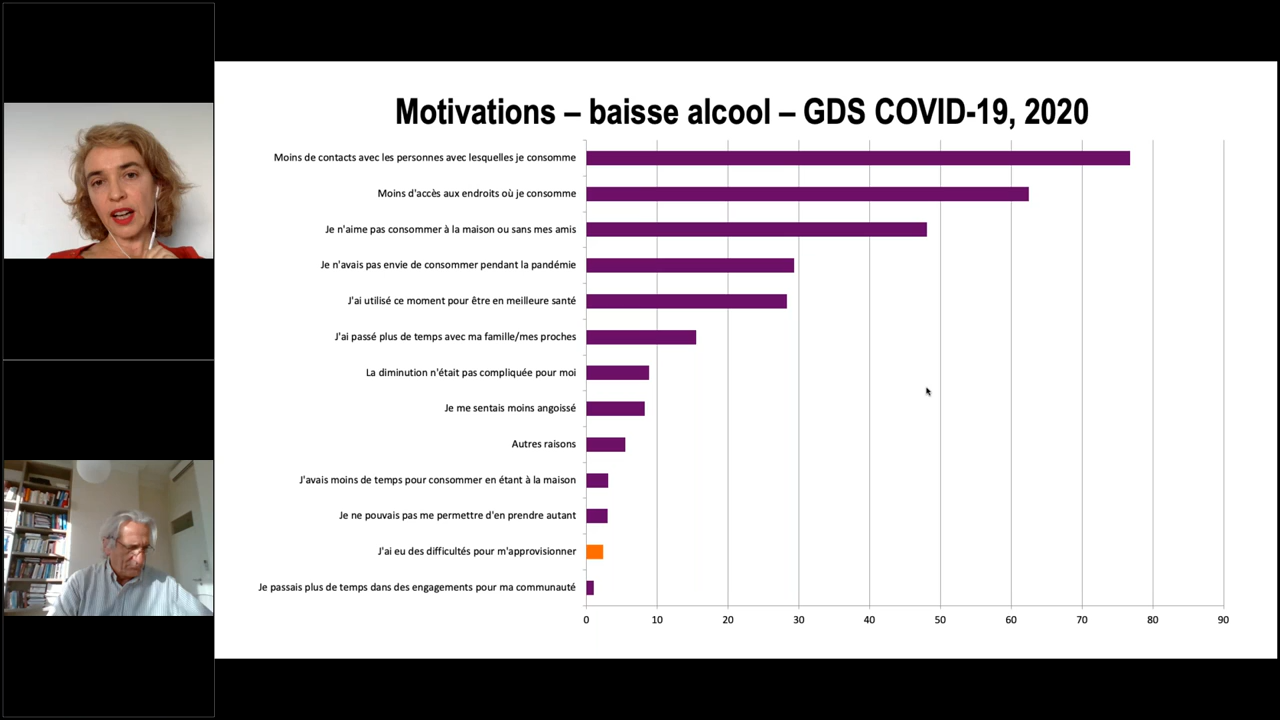 Motivations – baisse alcool – GDS COVID-19, 2020
Moins de contacts avec les personnes avec lesquelles je consomme
Moins d'accès aux endroits où je consomme
Je n'aime pas consommer à la maison ou sans mes amis
Je n'avais pas envie de consommer pendant la pandémie
J'ai utilisé ce moment pour être en meilleure santé
J'ai passé plus de temps avec ma famille/mes proches
La diminution n'était pas compliquée pour moi
Je me sentais moins angoissé
Autres raisons
J'avais moins de temps pour consommer en étant à la maison
Je ne pouvais pas me permettre d'en prendre autant
J'ai eu des difficultés pour m'approvisionner
Je passais plus de temps dans des engagements pour ma communauté
0 10 20 30 40 50 60 70 80 90